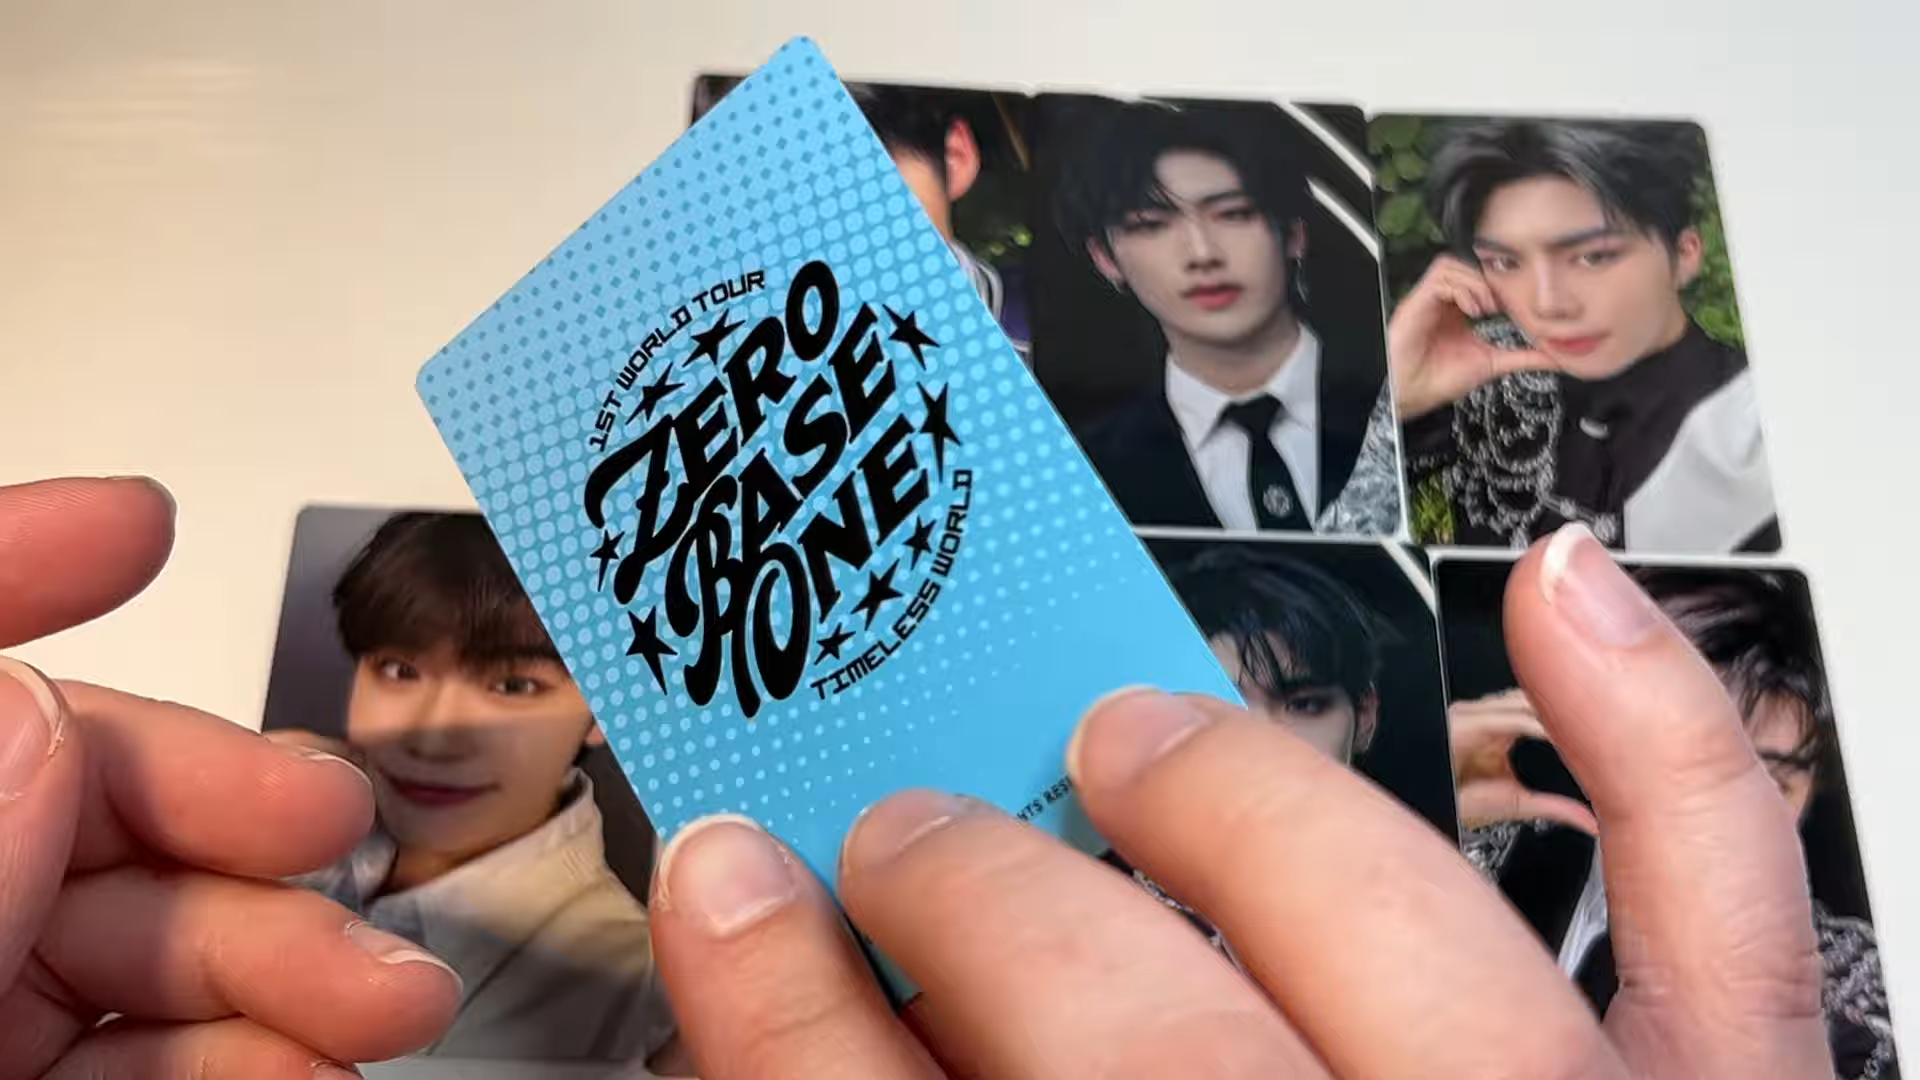 1ST WORLD TOUR
ZERO
BASE
ONE
TIMELESS WORLD